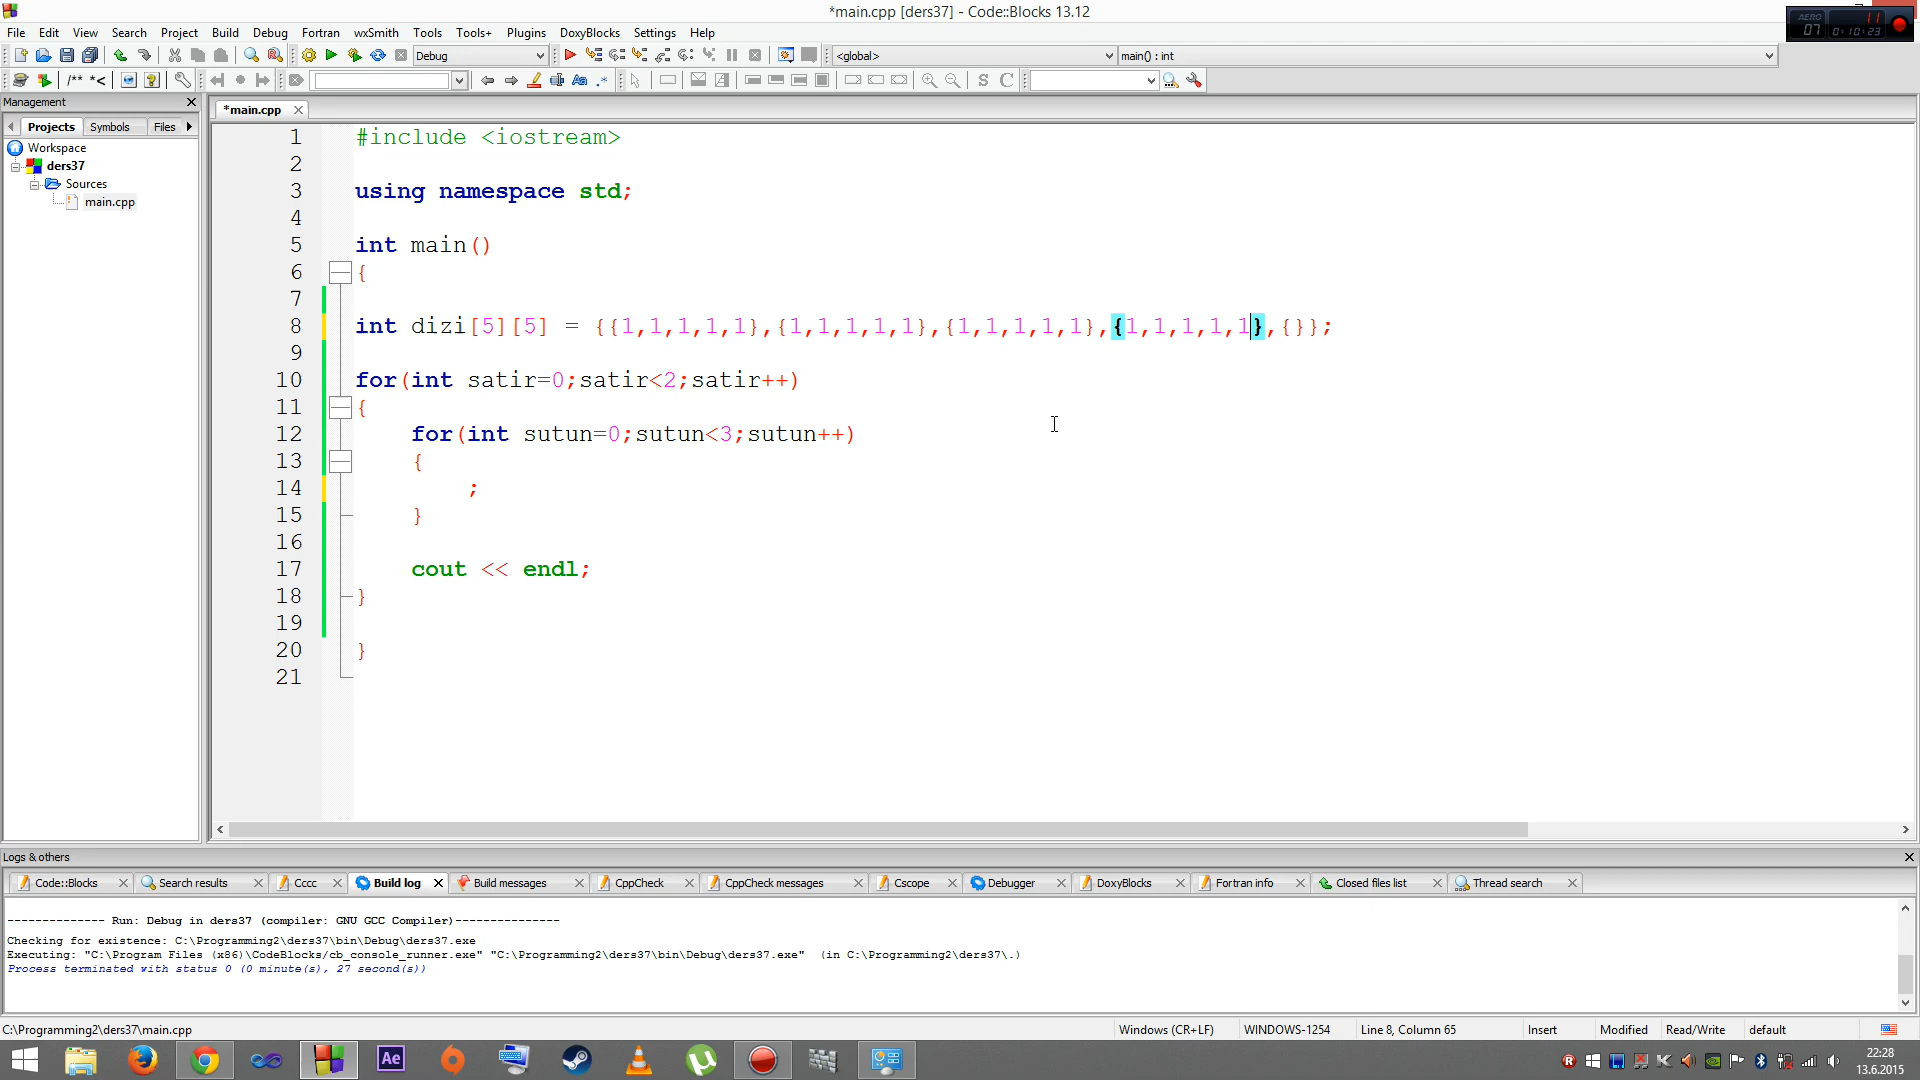 *main.cpp [ders37] - Code::Blocks 13.12
AERO
07
11
0:10:23
File Edit View Search Project Build Debug Fortran wxSmith Tools Tools+ Plugins DoxyBlocks Settings Help
Debug <global> main() : int
/** *<
Management
Projects Symbols Files
*main.cpp
Workspace
ders37
Sources
main.cpp
1 #include <iostream>
2
3 using namespace std;
4
5 int main()
6 {
7
8 int dizi[5][5] = {{1,1,1,1,1},{1,1,1,1,1},{1,1,1,1,1},{1,1,1,1,1},{}};
9
10 for(int satir=0;satir<2;satir++)
11 {
12 for(int sutun=0;sutun<3;sutun++)
13 {
14 ;
15 }
16
17 cout << endl;
18 }
19
20 }
21
Logs & others
Code::Blocks Search results Cccc Build log Build messages CppCheck CppCheck messages Cscope Debugger DoxyBlocks Fortran info Closed files list Thread search
-------------- Run: Debug in ders37 (compiler: GNU GCC Compiler)---------------
Checking for existence: C:\Programming2\ders37\bin\Debug\ders37.exe
Executing: "C:\Program Files (x86)\CodeBlocks/cb_console_runner.exe" "C:\Programming2\ders37\bin\Debug\ders37.exe"  (in C:\Programming2\ders37\.)
Process terminated with status 0 (0 minute(s), 27 second(s))
C:\Programming2\ders37\main.cpp Windows (CR+LF) WINDOWS-1254 Line 8, Column 65 Insert Modified Read/Write default
Ae
22:28
13.6.2015